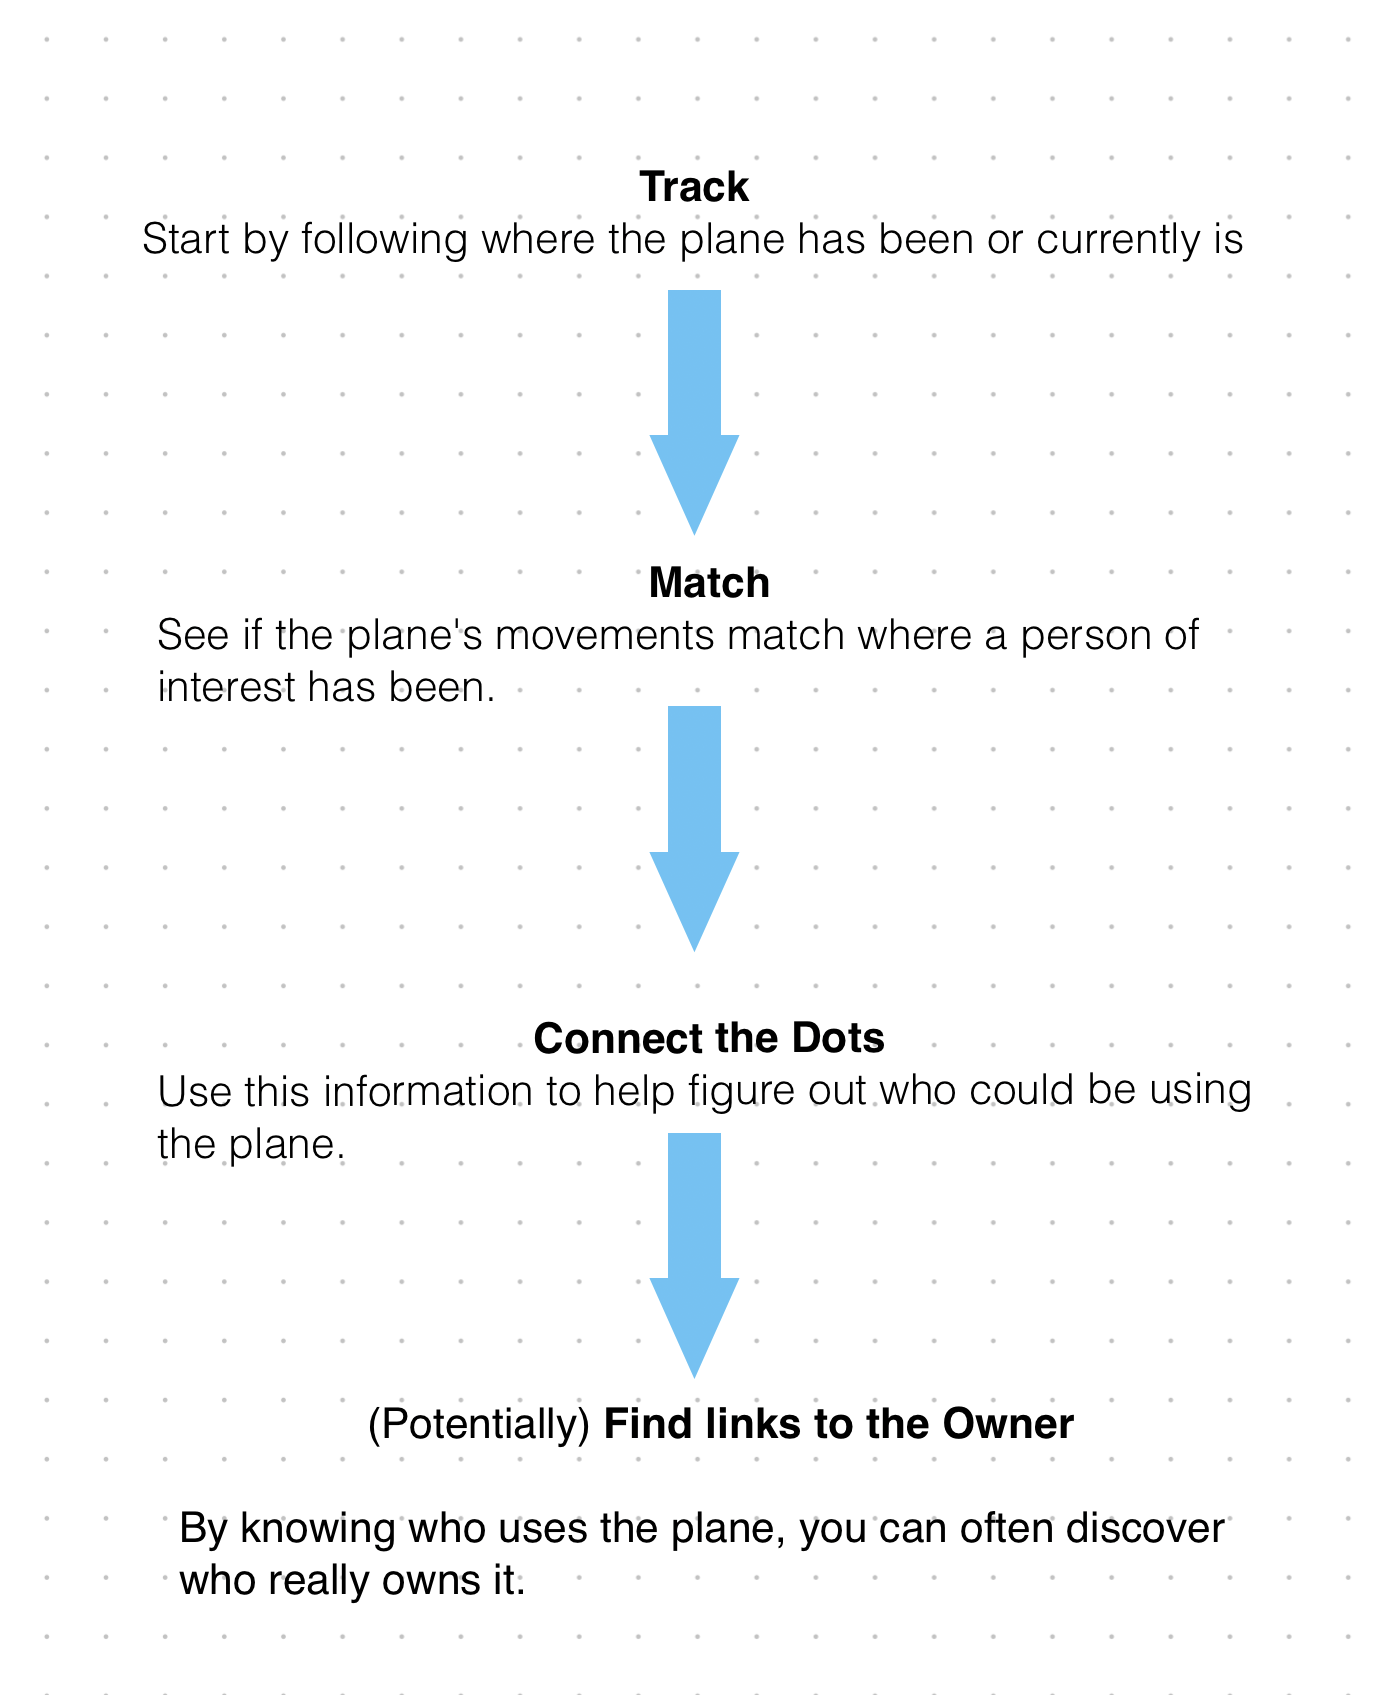 Track
Start by following where the plane has been or currently is
Match
See if the plane's movements match where a person of
interest has been.
Connect the Dots
Use this information to help figure out who could be using
the plane.
(Potentially) Find links to the Owner
By knowing who uses the plane, you can often discover
who really owns it.